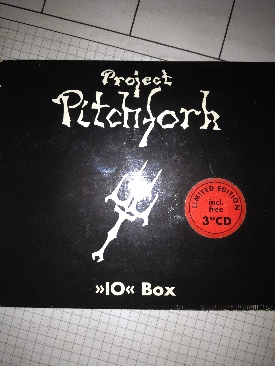 Project
Pitchfork
LIMITED EDITION
incl.
free
3"CD
»IO« Box